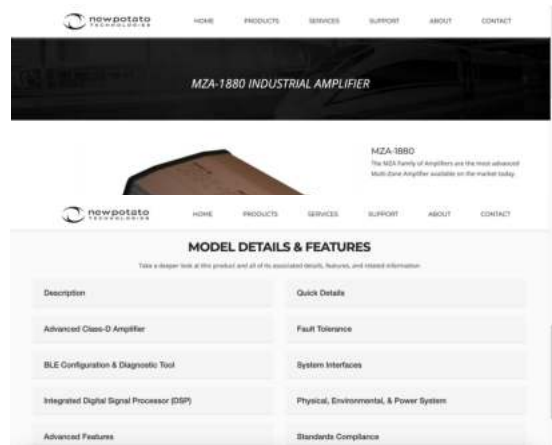 newpotato
TECHNOLOGIES
HOME PRODUCTS SERVICES SUPPORT ABOUT CONTACT
MZA-1880 INDUSTRIAL AMPLIFIER
MZA-1880
The MZA Family of Amplifiers are the most advanced
Multi-Zone Amplifier available on the market today.
newpotato
TECHNOLOGIES
HOME PRODUCTS SERVICES SUPPORT ABOUT CONTACT
MODEL DETAILS & FEATURES
Take a deeper look at this product and all of its associated details, features, and related information
Description Quick Details
Advanced Class-D Amplifier Fault Tolerance
BLE Configuration & Diagnostic Tool System Interfaces
Integrated Digital Signal Processor (DSP) Physical, Environmental, & Power System
Advanced Features Standards Compliance